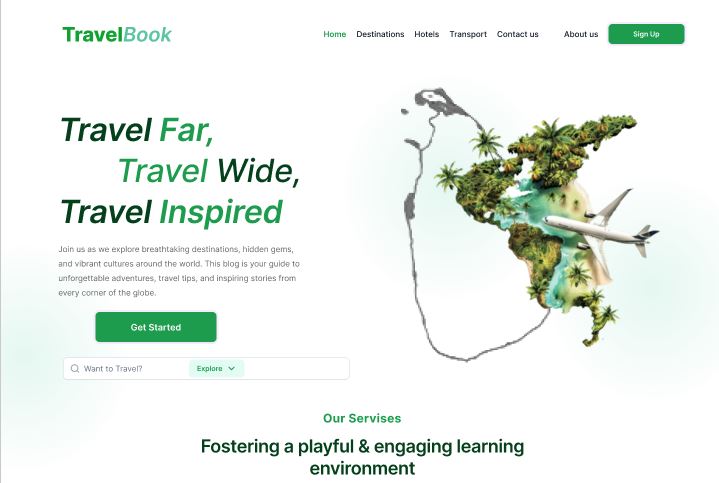 TravelBook
Home Destinations Hotels Transport Contact us About us Sign Up
Travel Far,
Travel Wide,
Travel Inspired
Join us as we explore breathtaking destinations, hidden gems,
and vibrant cultures around the world. This blog is your guide to
unforgettable adventures, travel tips, and inspiring stories from
every corner of the globe.
Get Started
Want to Travel? Explore
Our Servises
Fostering a playful & engaging learning
environment